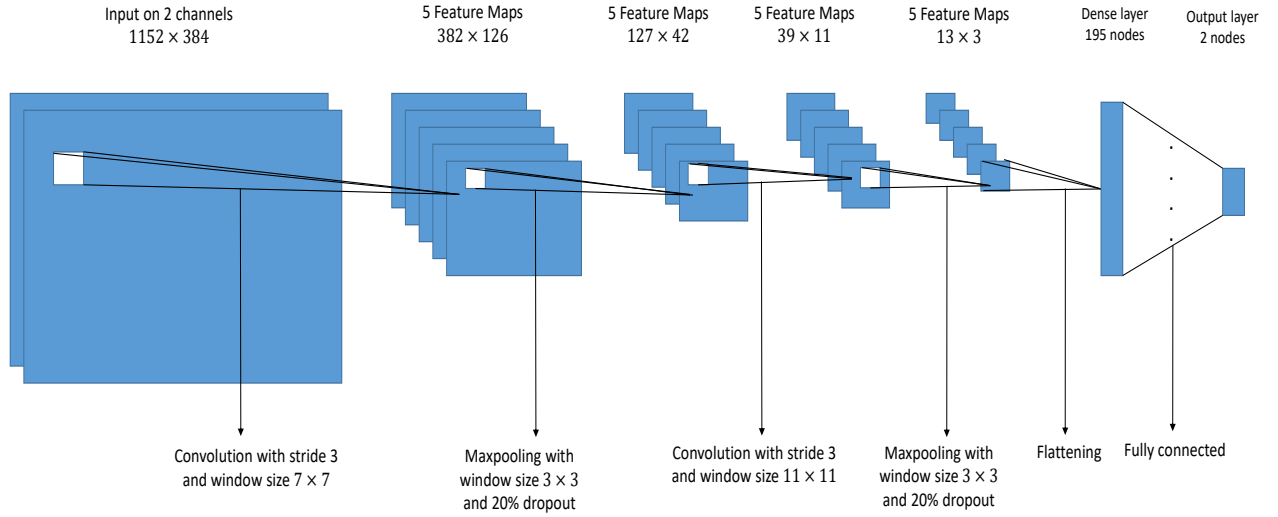 Input on 2 channels
1152 × 384
5 Feature Maps
382 × 126
5 Feature Maps
127 × 42
5 Feature Maps
39 × 11
5 Feature Maps
13 × 3
Dense layer
195 nodes
Output layer
2 nodes
Convolution with stride 3
and window size 7 × 7
Maxpooling with
window size 3 × 3
and 20% dropout
Convolution with stride 3
and window size 11 × 11
Maxpooling with
window size 3 × 3
and 20% dropout
Flattening
Fully connected